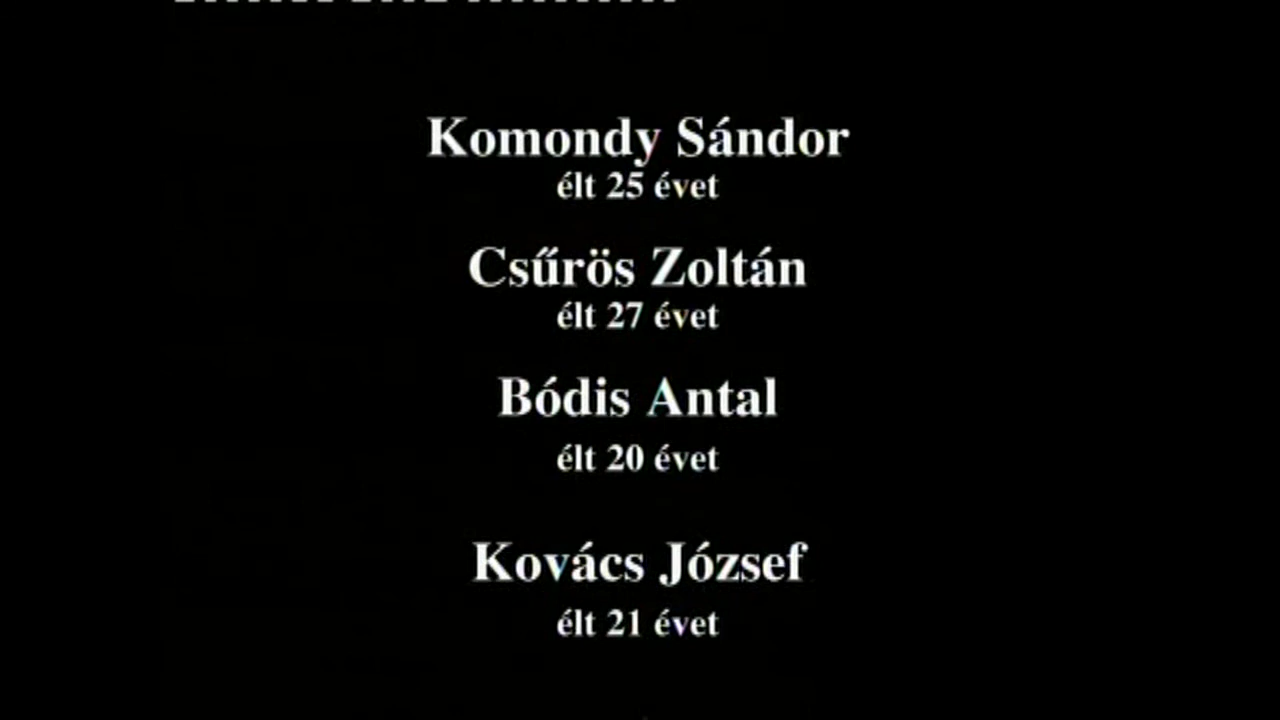 Komondy Sándor
élt 25 évet
Csűrös Zoltán
élt 27 évet
Bódis Antal
élt 20 évet
Kovács József
élt 21 évet